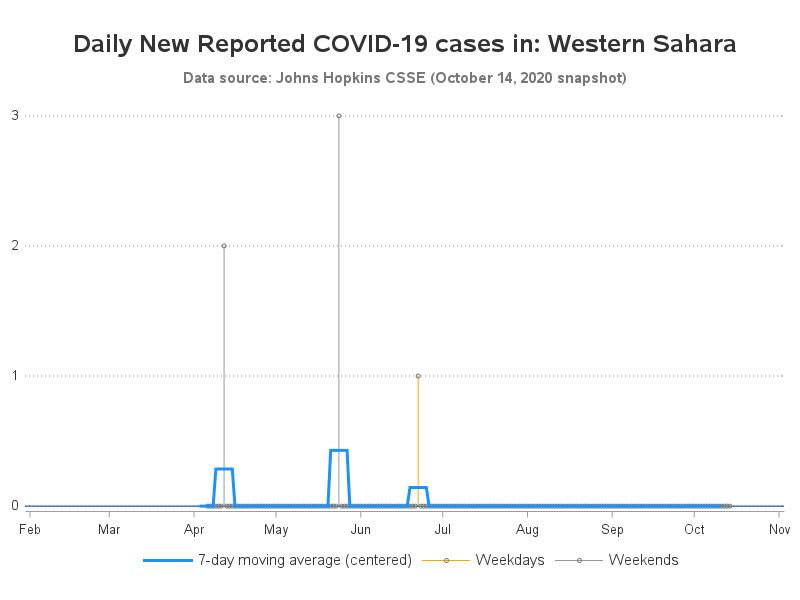 Daily New Reported COVID-19 cases in: Western Sahara
Data source: Johns Hopkins CSSE (October 14, 2020 snapshot)
3
2
1
0
Feb Mar Apr May Jun Jul Aug Sep Oct Nov
7-day moving average (centered) Weekdays Weekends